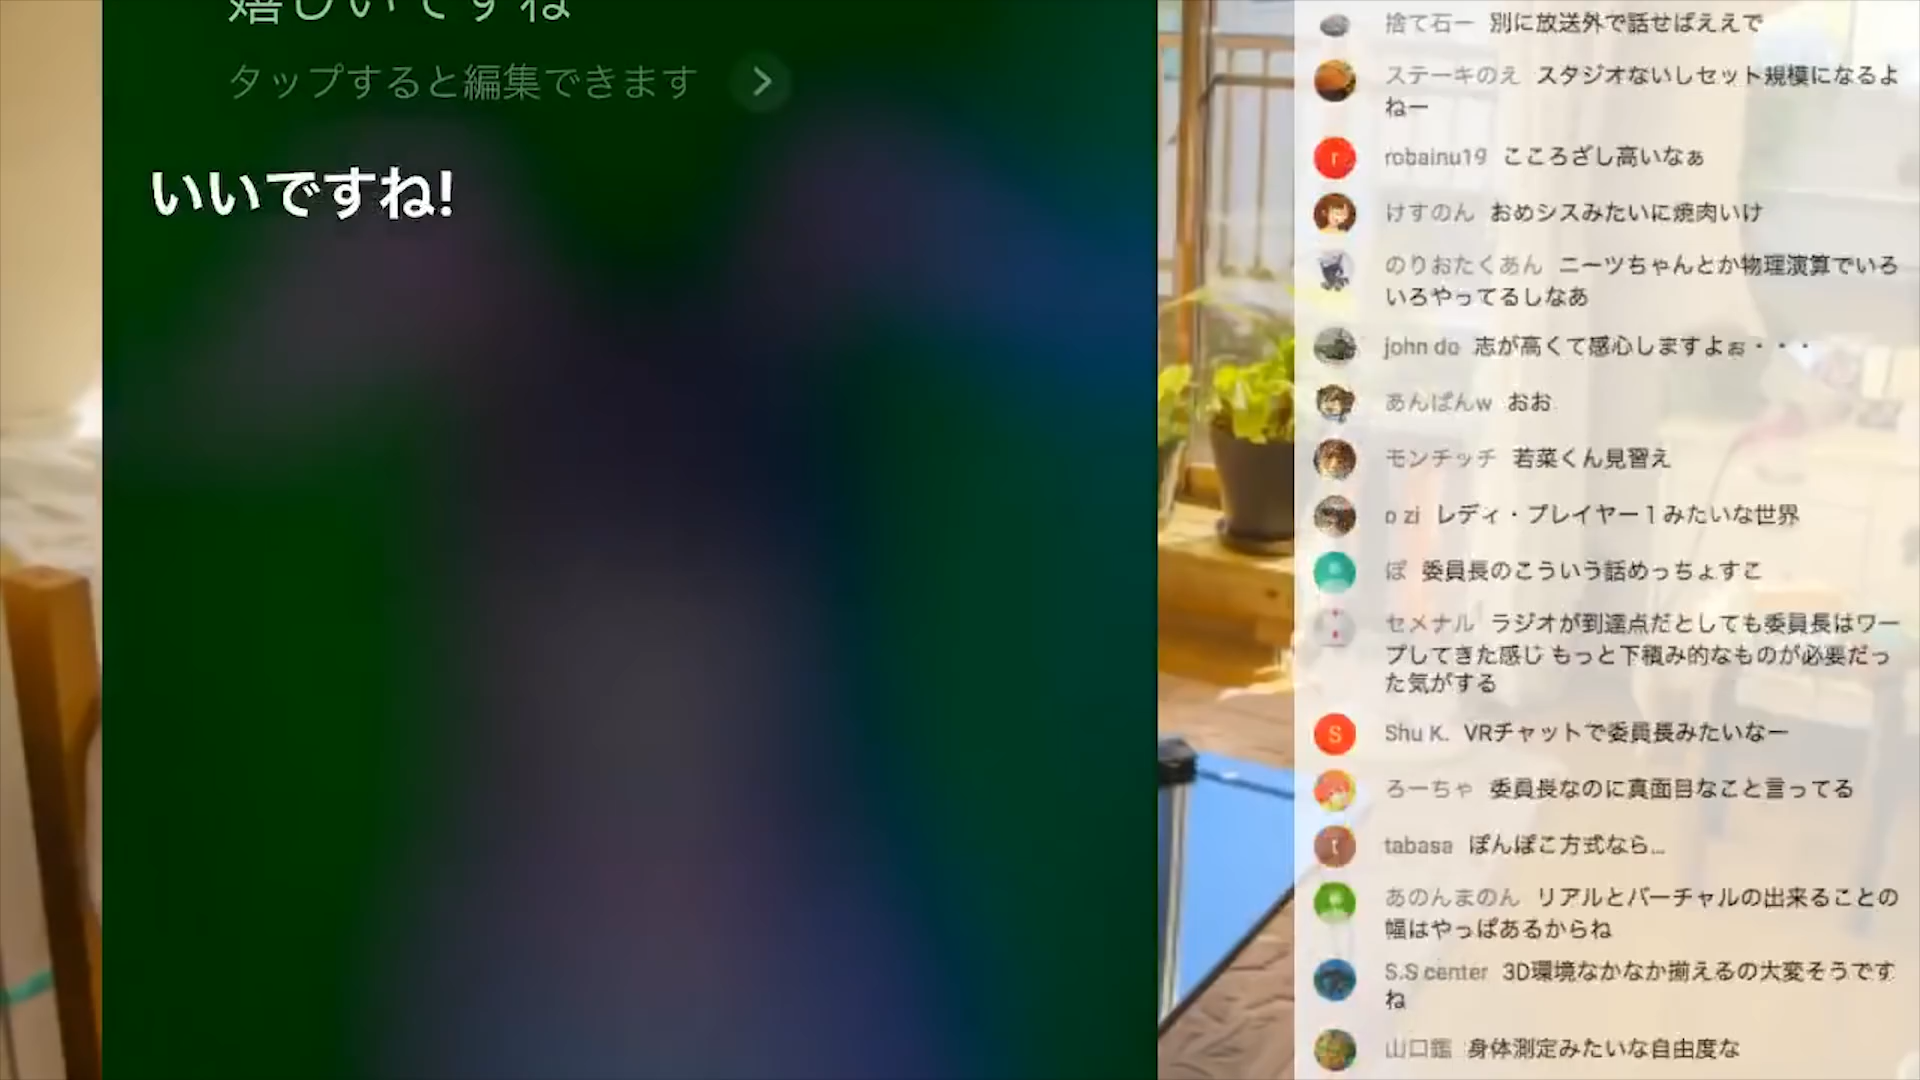 嬉しいですね
タップすると編集できます
いいですね!
捨て石ー 別に放送外で話せばええで
ステーキのえ スタジオないしセット規模になるよ
ねー
robainu19 こころざし高いなぁ
けすのん おめシスみたいに焼肉いけ
のりおたくあん ニーツちゃんとか物理演算でいろ
いろやってるしなあ
john do 志が高くて感心しますよぉ・・・
あんぱんw おお
モンチッチ 若菜くん見習え
o zi レディ・プレイヤー1みたいな世界
ぽ 委員長のこういう話めっちょすこ
セメナル ラジオが到達点だとしても委員長はワー
プしてきた感じ もっと下積み的なものが必要だっ
た気がする
Shu K. VRチャットで委員長みたいなー
ろーちゃ 委員長なのに真面目なこと言ってる
tabasa ぽんぽこ方式なら...
あのんまのん リアルとバーチャルの出来ることの
幅はやっぱあるからね
S.S center 3D環境なかなか揃えるの大変そうです
ね
山口鑑 身体測定みたいな自由度な